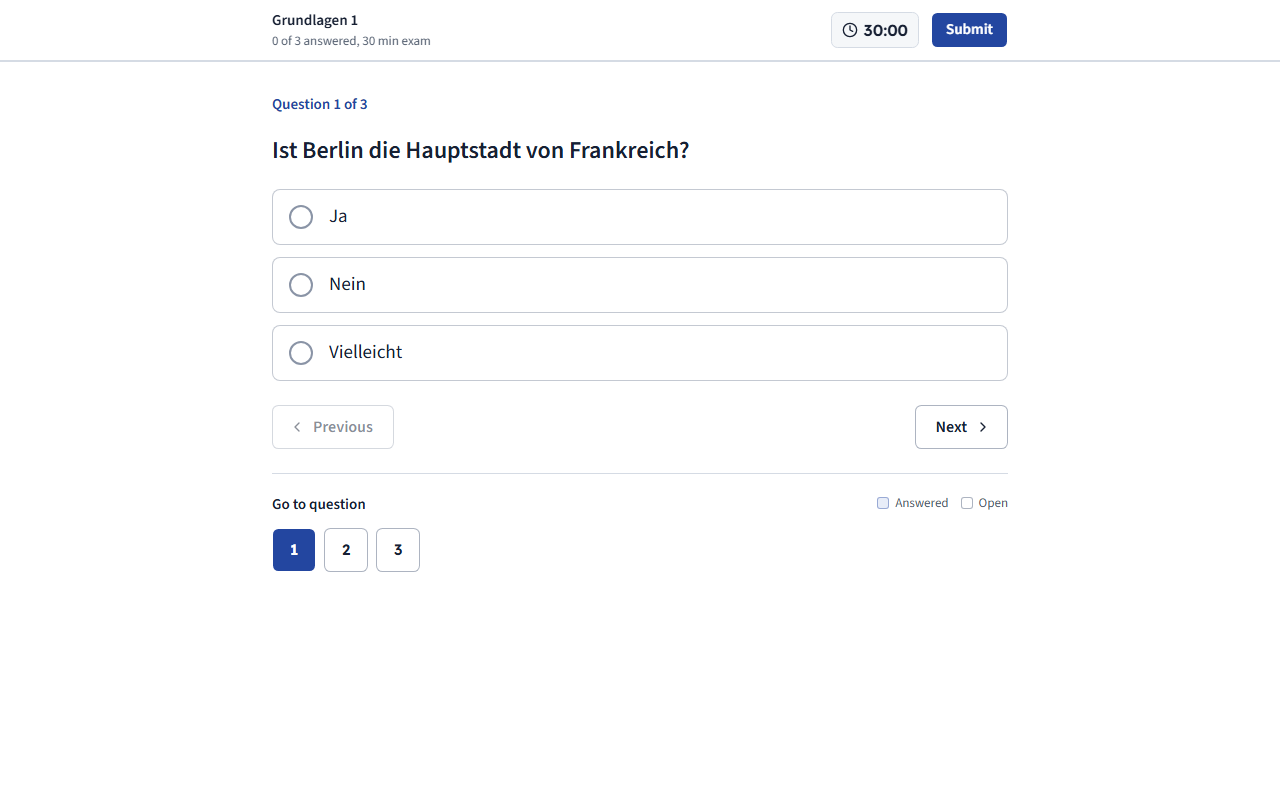 Grundlagen 1
0 of 3 answered, 30 min exam
30:00
Submit
Question 1 of 3
Ist Berlin die Hauptstadt von Frankreich?
Ja
Nein
Vielleicht
Previous
Next
Go to question
Answered
Open
1 2 3